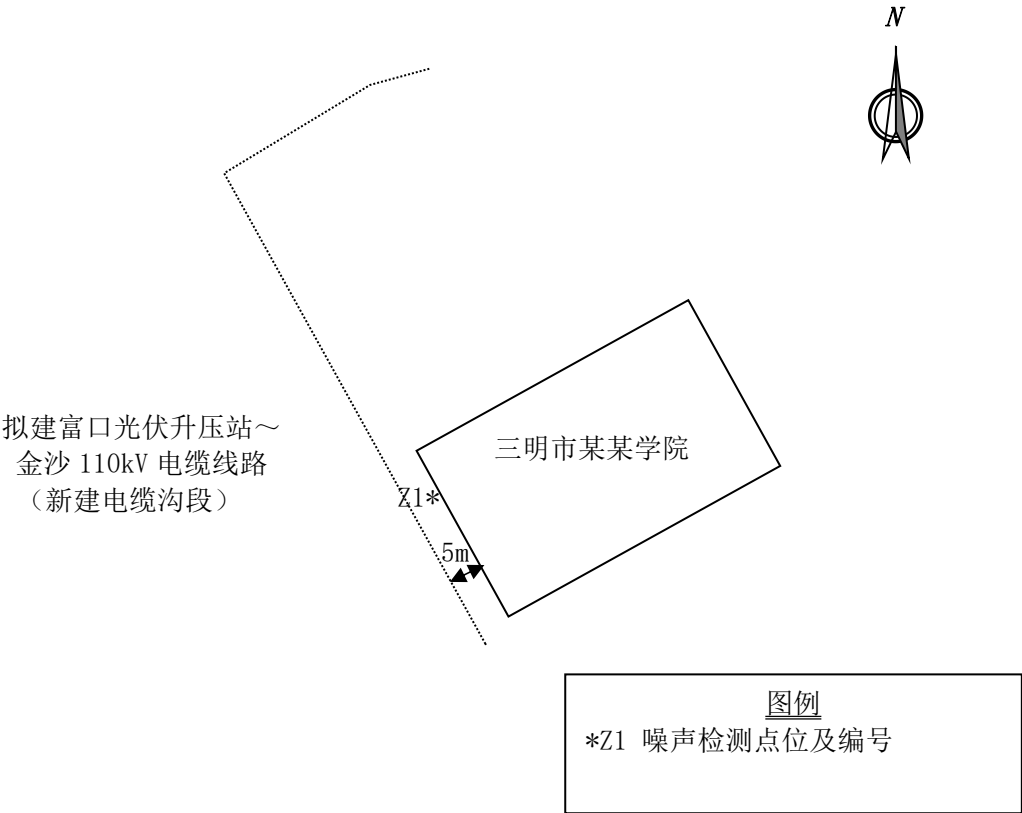 N
三明市某某学院
拟建富口光伏升压站～
金沙 110kV 电缆线路
（新建电缆沟段）
Z1*
5m
图例
*Z1 噪声检测点位及编号